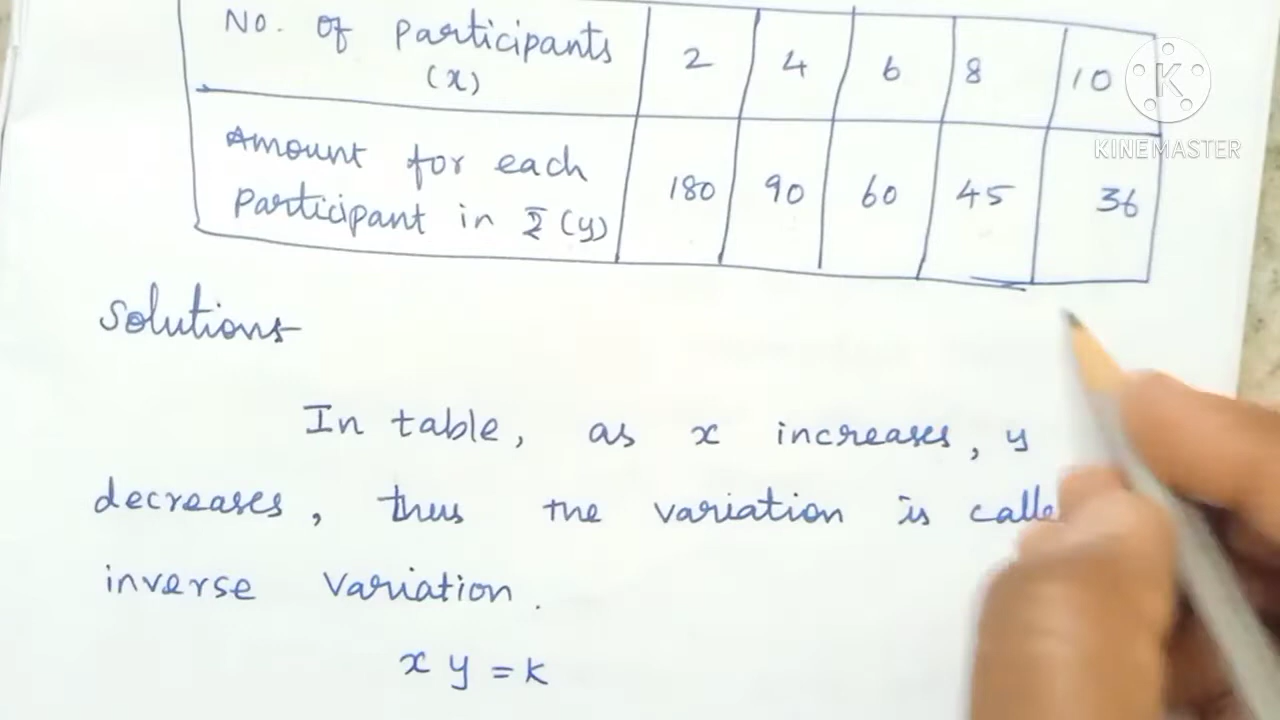 No. of participants 2 4 6 8 10
(x)
Amount for each
participant in ₹ (y) 180 90 60 45 36
Solutions
In table, as x increases, y
decreases, thus the variation is calle
inverse variation.
x y = k
K
KINEMASTER